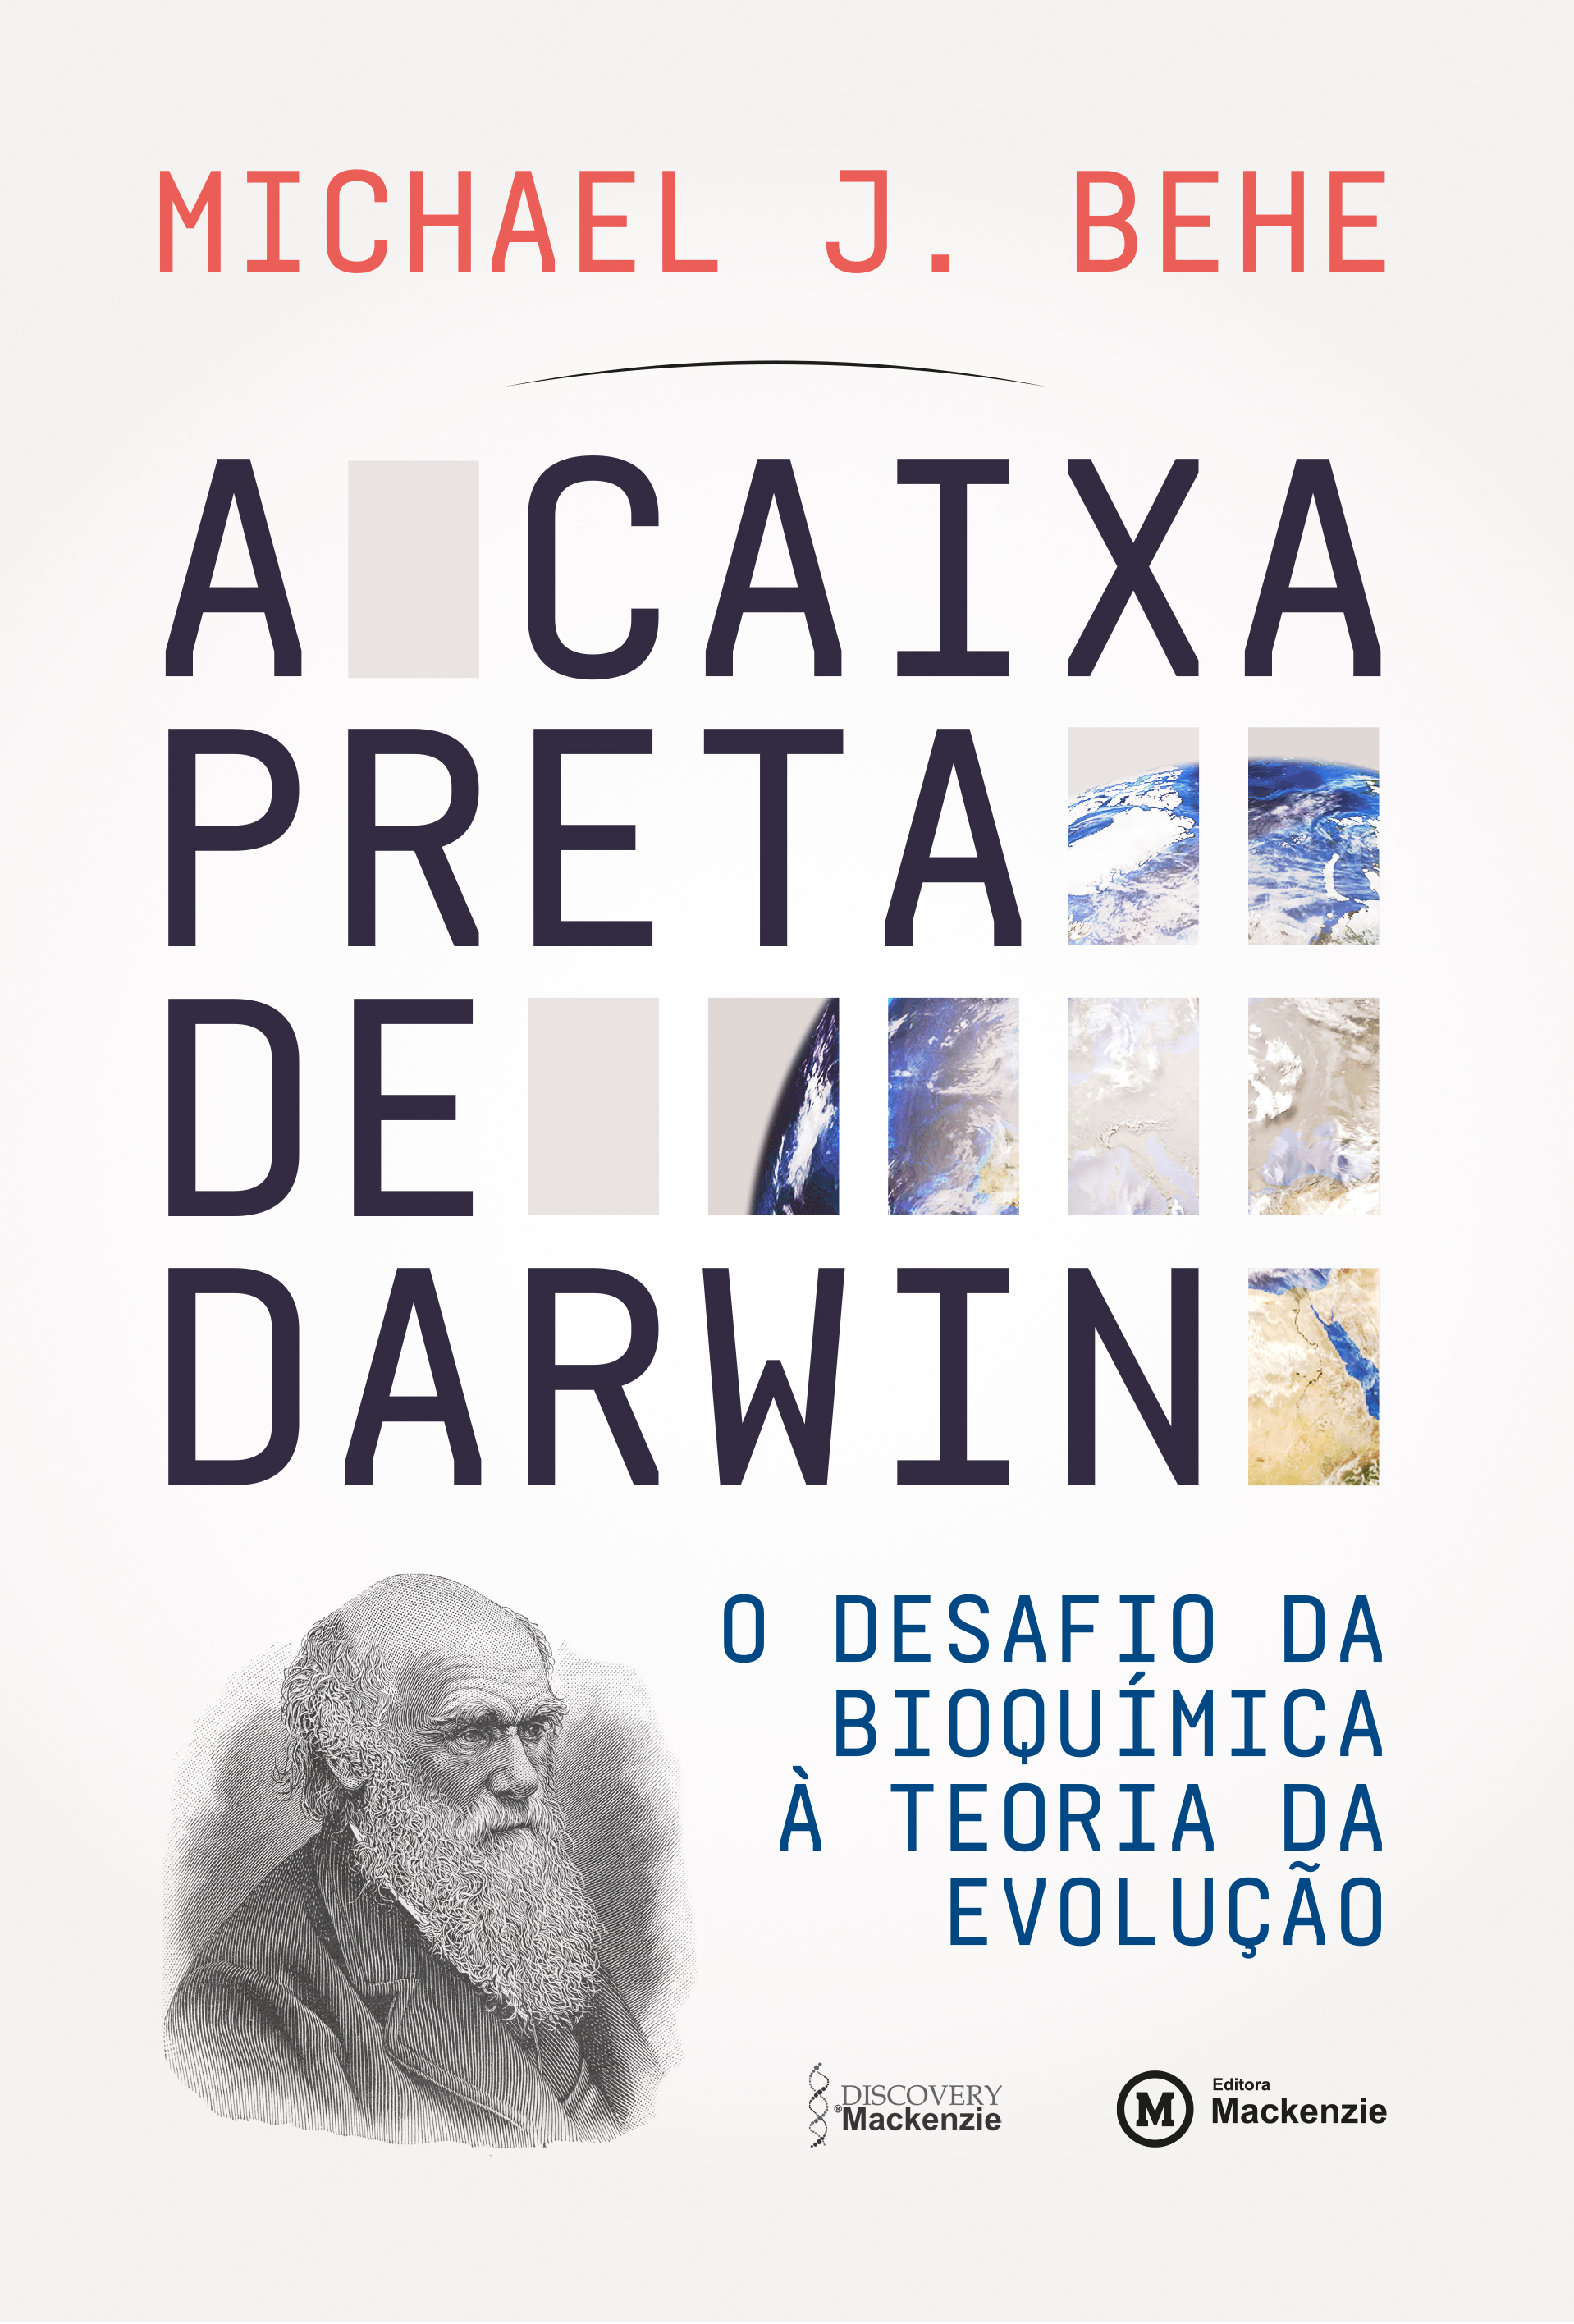 MICHAEL J. BEHE
A CAIXA
PRETA
DE
DARWIN
O DESAFIO DA
BIOQUÍMICA
À TEORIA DA
EVOLUÇÃO
DISCOVERY
®Mackenzie
M
Editora
Mackenzie